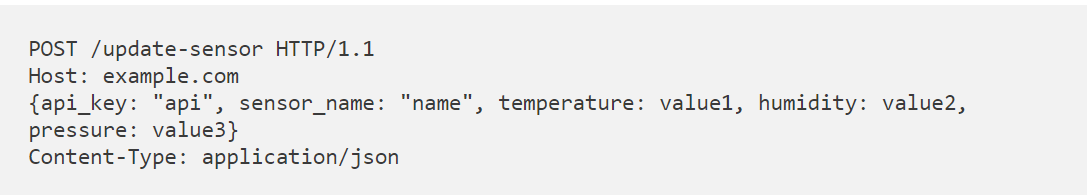 POST /update-sensor HTTP/1.1
Host: example.com
{api_key: "api", sensor_name: "name", temperature: value1, humidity: value2,
pressure: value3}
Content-Type: application/json